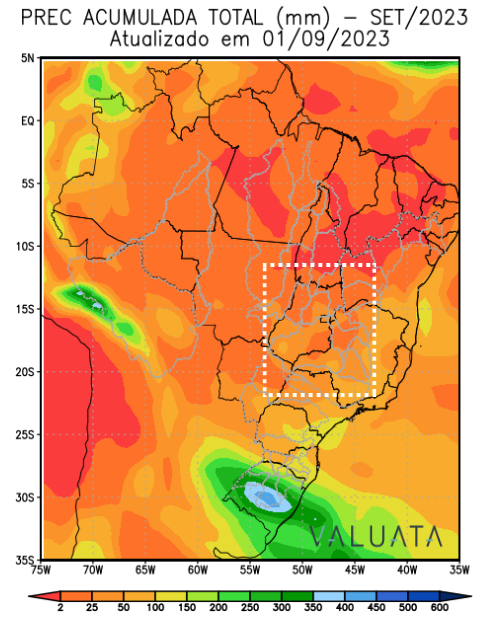 PREC ACUMULADA TOTAL (mm) – SET/2023
Atualizado em 01/09/2023
5N
EQ
5S
10S
15S
20S
25S
30S
35S
VALUATA
75W 70W 65W 60W 55W 50W 45W 40W 35W
2 25 50 100 150 200 250 300 350 400 450 500 600